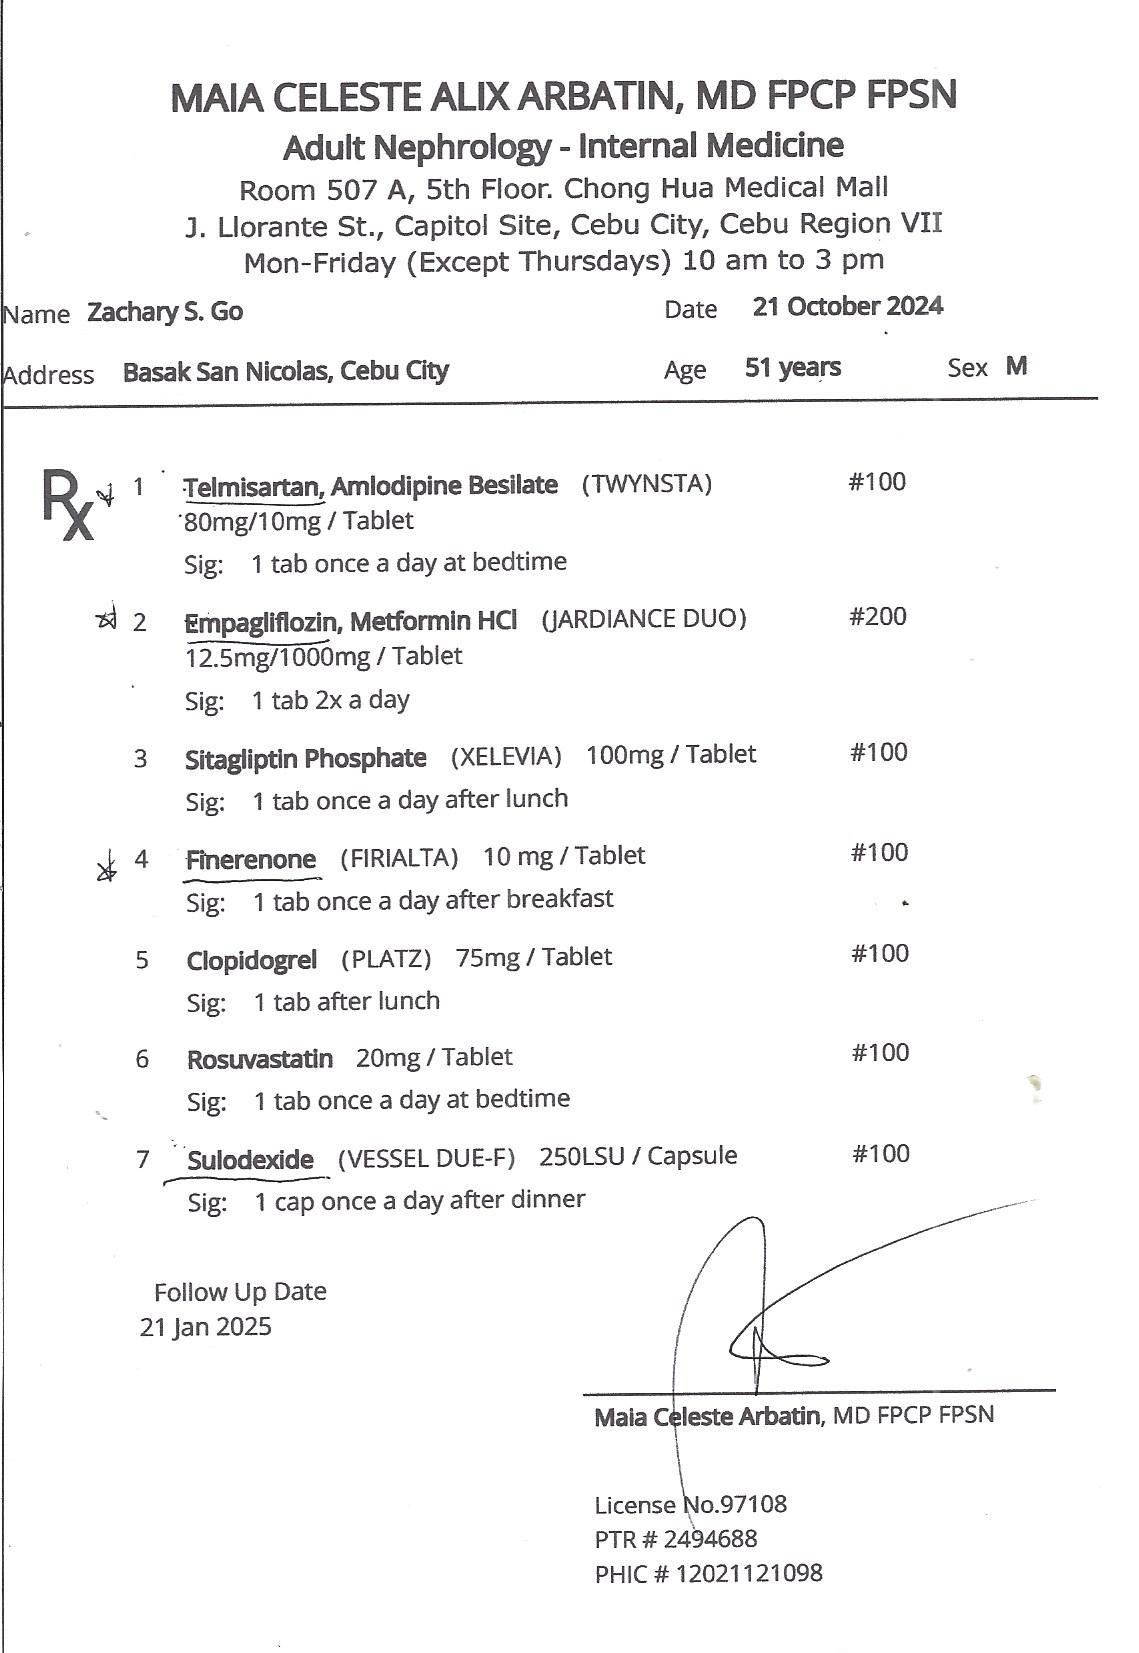 MAIA CELESTE ALIX ARBATIN, MD FPCP FPSN
Adult Nephrology - Internal Medicine
Room 507 A, 5th Floor. Chong Hua Medical Mall
J. Llorante St., Capitol Site, Cebu City, Cebu Region VII
Mon-Friday (Except Thursdays) 10 am to 3 pm
Name Zachary S. Go Date 21 October 2024
Address Basak San Nicolas, Cebu City Age 51 years Sex M
Rx 1 Telmisartan, Amlodipine Besilate (TWYNSTA) #100
80mg/10mg / Tablet
Sig: 1 tab once a day at bedtime
2 Empagliflozin, Metformin HCl (JARDIANCE DUO) #200
12.5mg/1000mg / Tablet
Sig: 1 tab 2x a day
3 Sitagliptin Phosphate (XELEVIA) 100mg / Tablet #100
Sig: 1 tab once a day after lunch
4 Finerenone (FIRIALTA) 10 mg / Tablet #100
Sig: 1 tab once a day after breakfast
5 Clopidogrel (PLATZ) 75mg / Tablet #100
Sig: 1 tab after lunch
6 Rosuvastatin 20mg / Tablet #100
Sig: 1 tab once a day at bedtime
7 Sulodexide (VESSEL DUE-F) 250LSU / Capsule #100
Sig: 1 cap once a day after dinner
Follow Up Date
21 Jan 2025
Maia Celeste Arbatin, MD FPCP FPSN
License No.97108
PTR # 2494688
PHIC # 12021121098